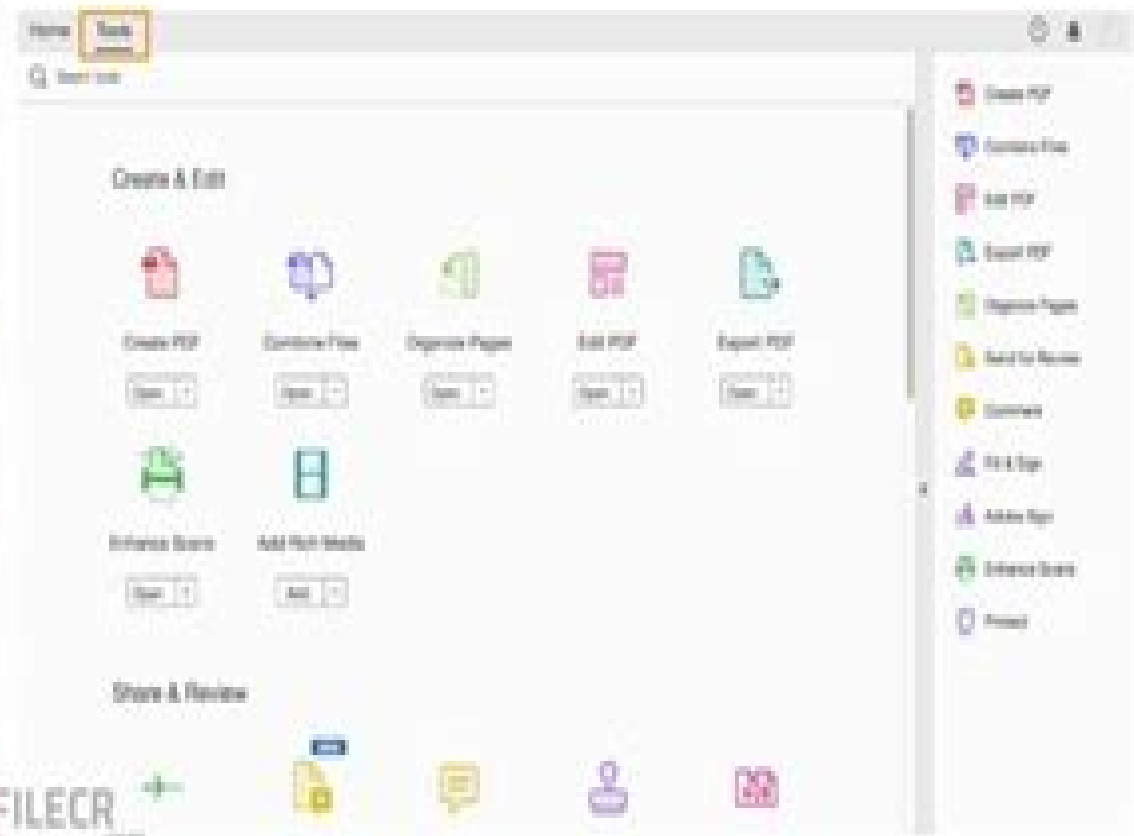 Home Tools
Search tools
Create & Edit
Create PDF Combine Files Organize Pages Edit PDF Export PDF
Open Open Open Open Open
Enhance Scans Add Rich Media
Open Add
Share & Review
Create PDF
Combine Files
Edit PDF
Export PDF
Organize Pages
Send for Review
Comment
Fill & Sign
Adobe Sign
Enhance Scans
Protect
FILECR